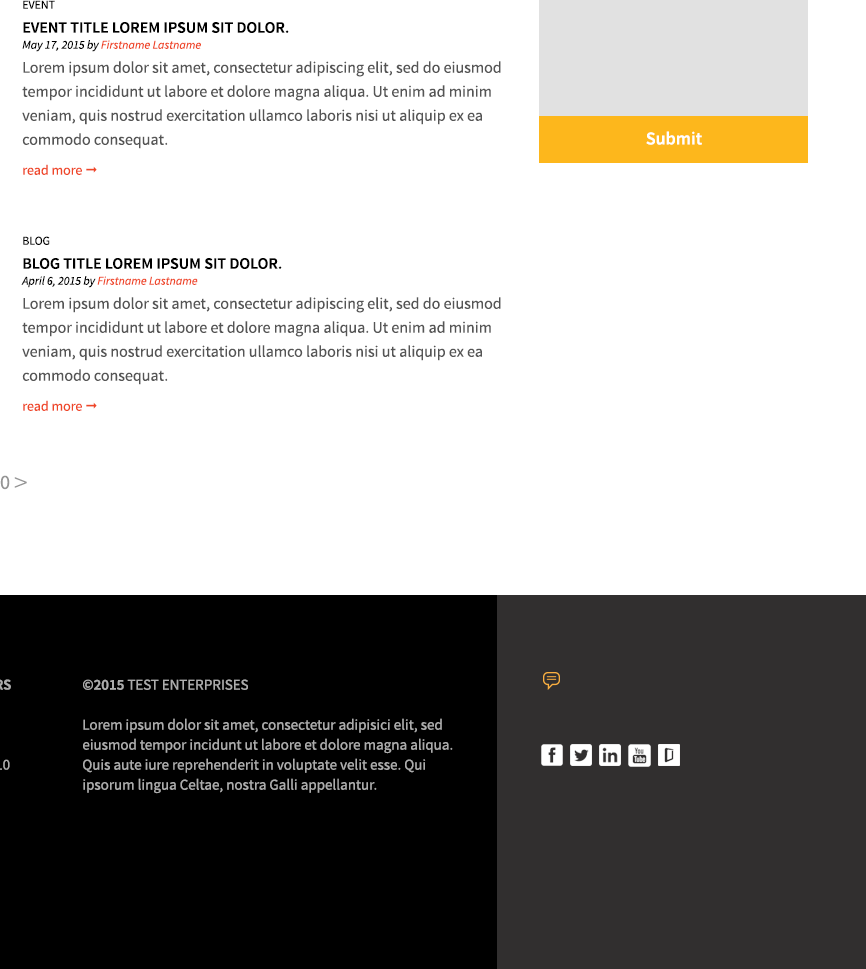 EVENT
EVENT TITLE LOREM IPSUM SIT DOLOR.
May 17, 2015 by Firstname Lastname
Lorem ipsum dolor sit amet, consectetur adipiscing elit, sed do eiusmod
tempor incididunt ut labore et dolore magna aliqua. Ut enim ad minim
veniam, quis nostrud exercitation ullamco laboris nisi ut aliquip ex ea
commodo consequat.
read more →
Submit
BLOG
BLOG TITLE LOREM IPSUM SIT DOLOR.
April 6, 2015 by Firstname Lastname
Lorem ipsum dolor sit amet, consectetur adipiscing elit, sed do eiusmod
tempor incididunt ut labore et dolore magna aliqua. Ut enim ad minim
veniam, quis nostrud exercitation ullamco laboris nisi ut aliquip ex ea
commodo consequat.
read more →
0 >
RS
.0
©2015 TEST ENTERPRISES
Lorem ipsum dolor sit amet, consectetur adipisici elit, sed
eiusmod tempor incidunt ut labore et dolore magna aliqua.
Quis aute iure reprehenderit in voluptate velit esse. Qui
ipsorum lingua Celtae, nostra Galli appellantur.
f in You Tube